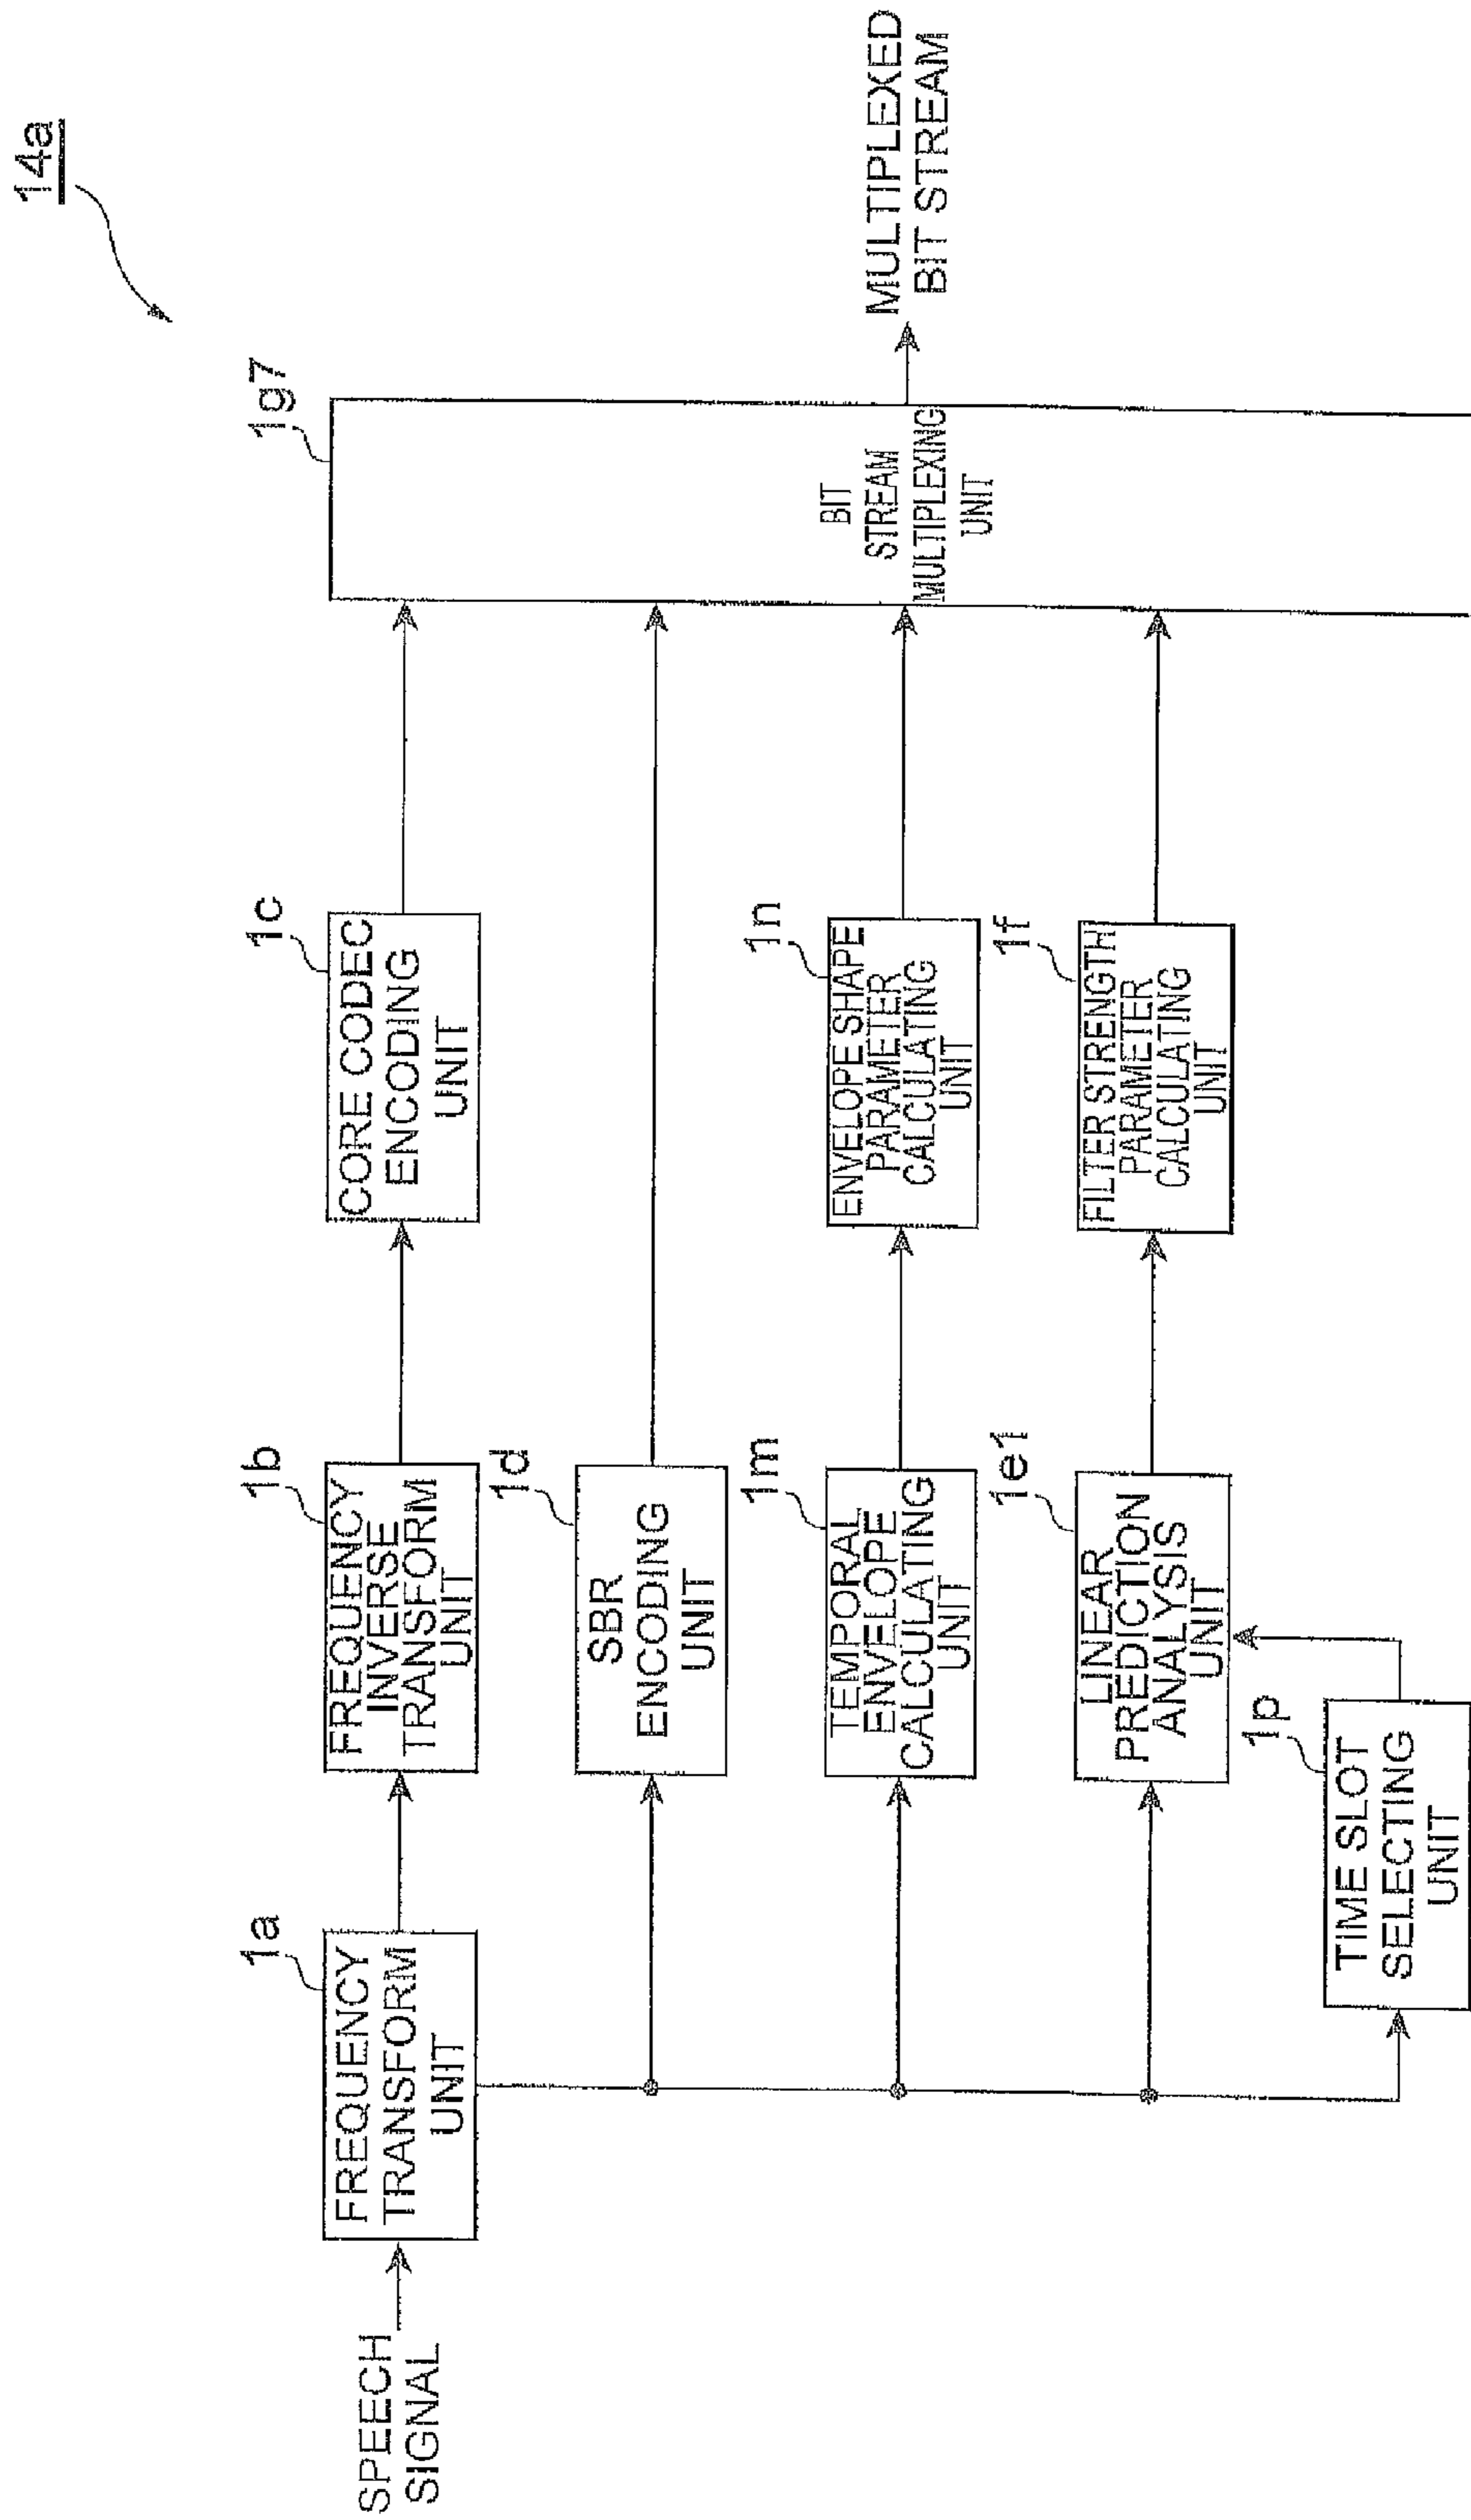 14a
SPEECH
SIGNAL
1a
FREQUENCY
TRANSFORM
UNIT
1b
FREQUENCY
INVERSE
TRANSFORM
UNIT
1c
CORE CODEC
ENCODING
UNIT
1g7
BIT
STREAM
MULTIPLEXING
UNIT
MULTIPLEXED
BIT STREAM
1d
SBR
ENCODING
UNIT
1m
TEMPORAL
ENVELOPE
CALCULATING
UNIT
1n
ENVELOPE SHAPE
PARAMETER
CALCULATING
UNIT
1e1
LINEAR
PREDICTION
ANALYSIS
UNIT
1f
FILTER STRENGTH
PARAMETER
CALCULATING
UNIT
1p
TIME SLOT
SELECTING
UNIT